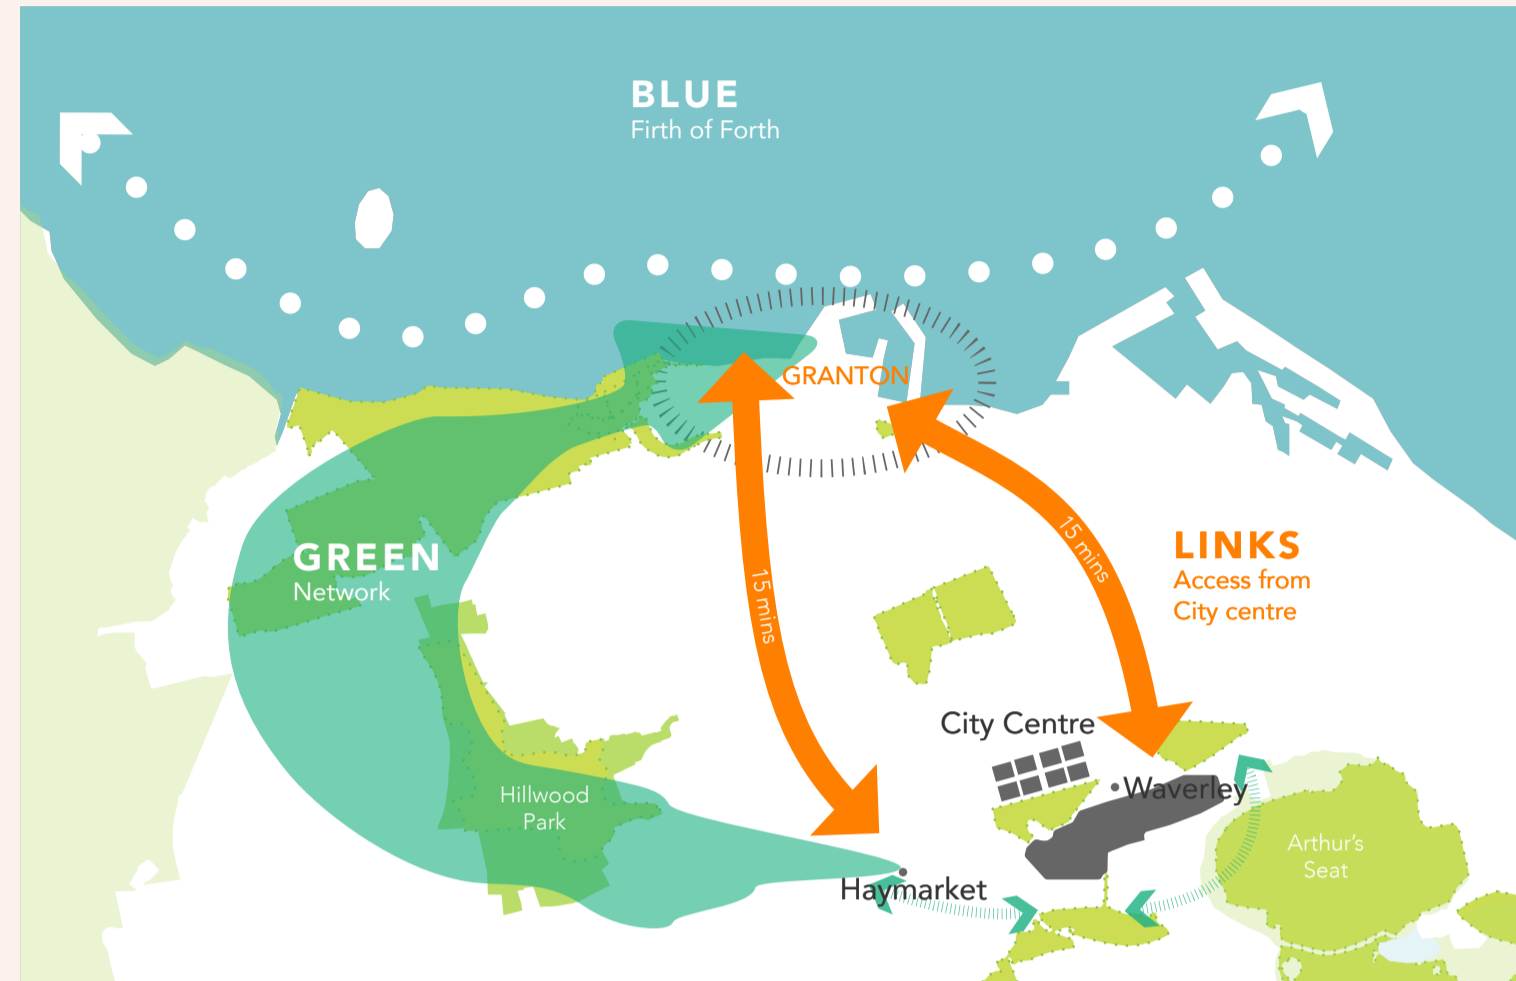 BLUE
Firth of Forth
GRANTON
15 mins
15 mins
LINKS
Access from
City centre
GREEN
Network
City Centre
Waverley
Hillwood
Park
Arthur's
Seat
Haymarket